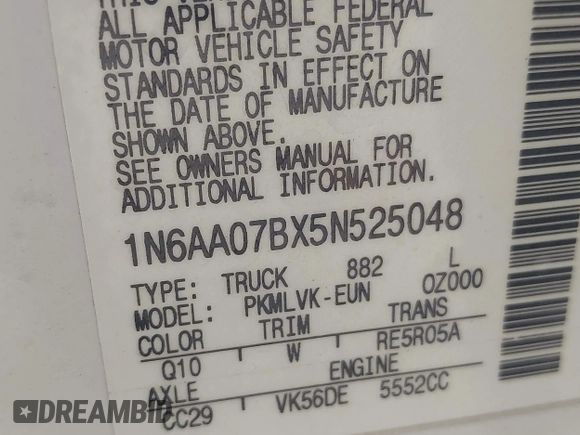 ALL APPLICABLE FEDERAL
MOTOR VEHICLE SAFETY
STANDARDS IN EFFECT ON
THE DATE OF MANUFACTURE
SHOWN ABOVE.
SEE OWNERS MANUAL FOR
ADDITIONAL INFORMATION.
1N6AA07BX5N525048
TYPE: TRUCK 882 L
MODEL: PKMLVK-EUN 0Z000
COLOR TRIM TRANS
Q10 W RE5R05A
AXLE ENGINE
CC29 VK56DE 5552CC
DREAMBID